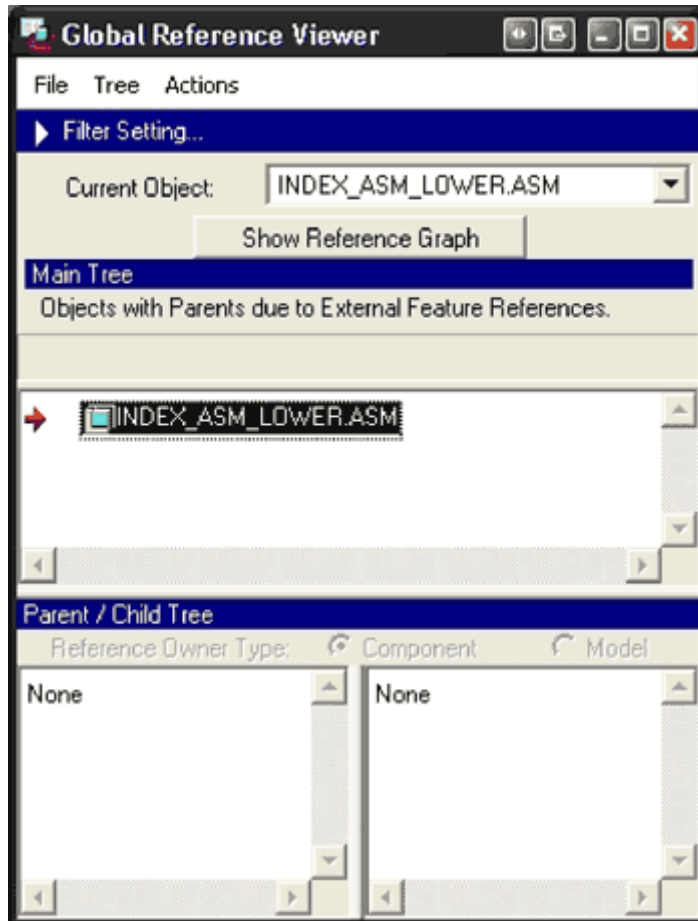 Global Reference Viewer
File Tree Actions
Filter Setting...
Current Object: INDEX_ASM_LOWER.ASM
Show Reference Graph
Main Tree
Objects with Parents due to External Feature References.
INDEX_ASM_LOWER.ASM
Parent / Child Tree
Reference Owner Type: Component Model
None None